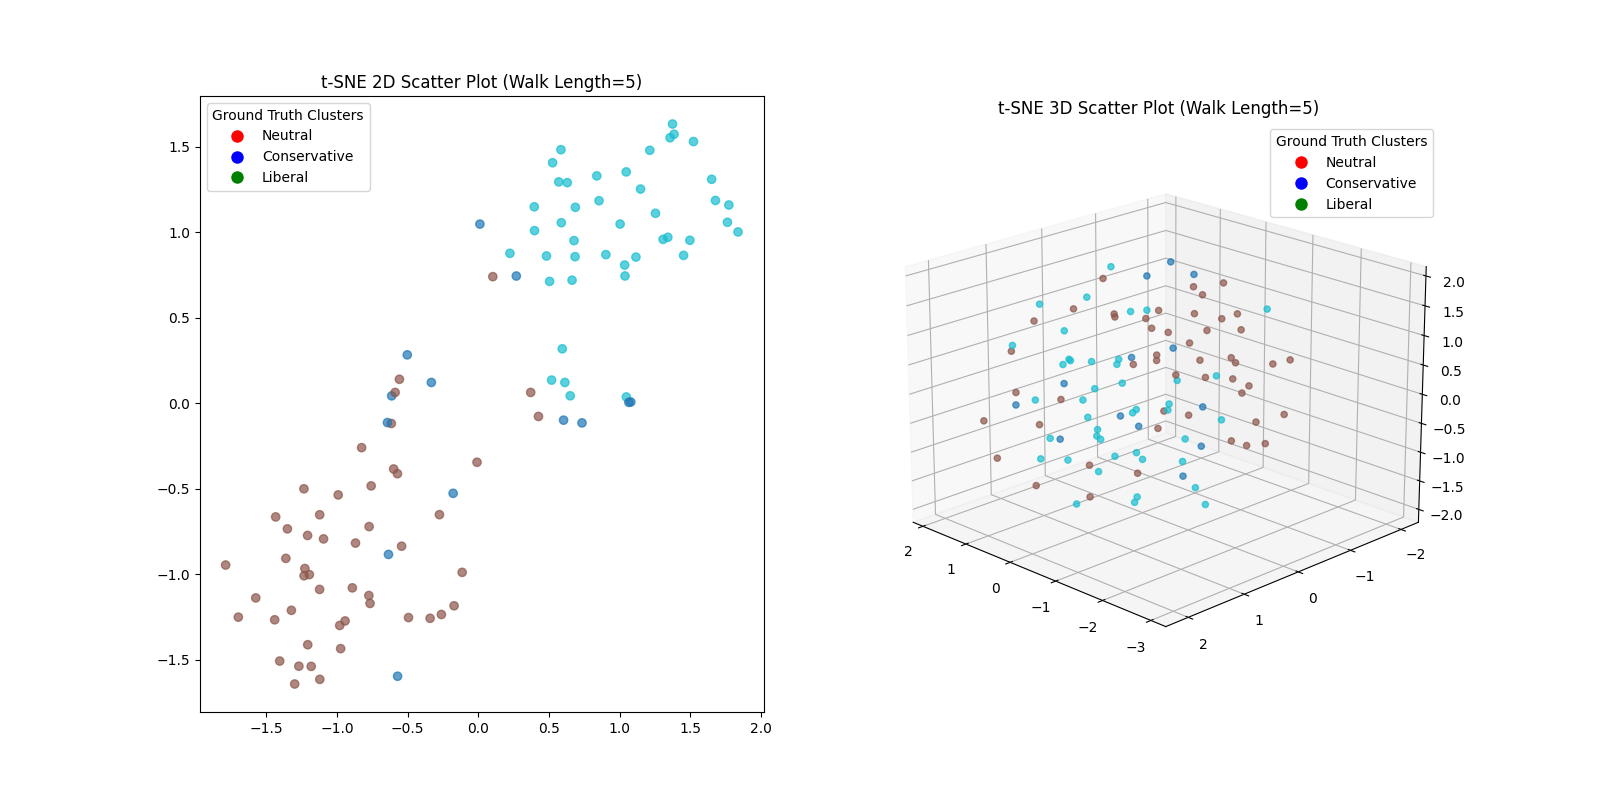 t-SNE 2D Scatter Plot (Walk Length=5)
Ground Truth Clusters
Neutral
Conservative
Liberal
1.5
1.0
0.5
0.0
−0.5
−1.0
−1.5
−1.5 −1.0 −0.5 0.0 0.5 1.0 1.5 2.0
t-SNE 3D Scatter Plot (Walk Length=5)
Ground Truth Clusters
Neutral
Conservative
Liberal
2.0
1.5
1.0
0.5
0.0
−0.5
−1.0
−1.5
−2.0
2
1
0
−1
−2
−3
−2
−1
0
1
2